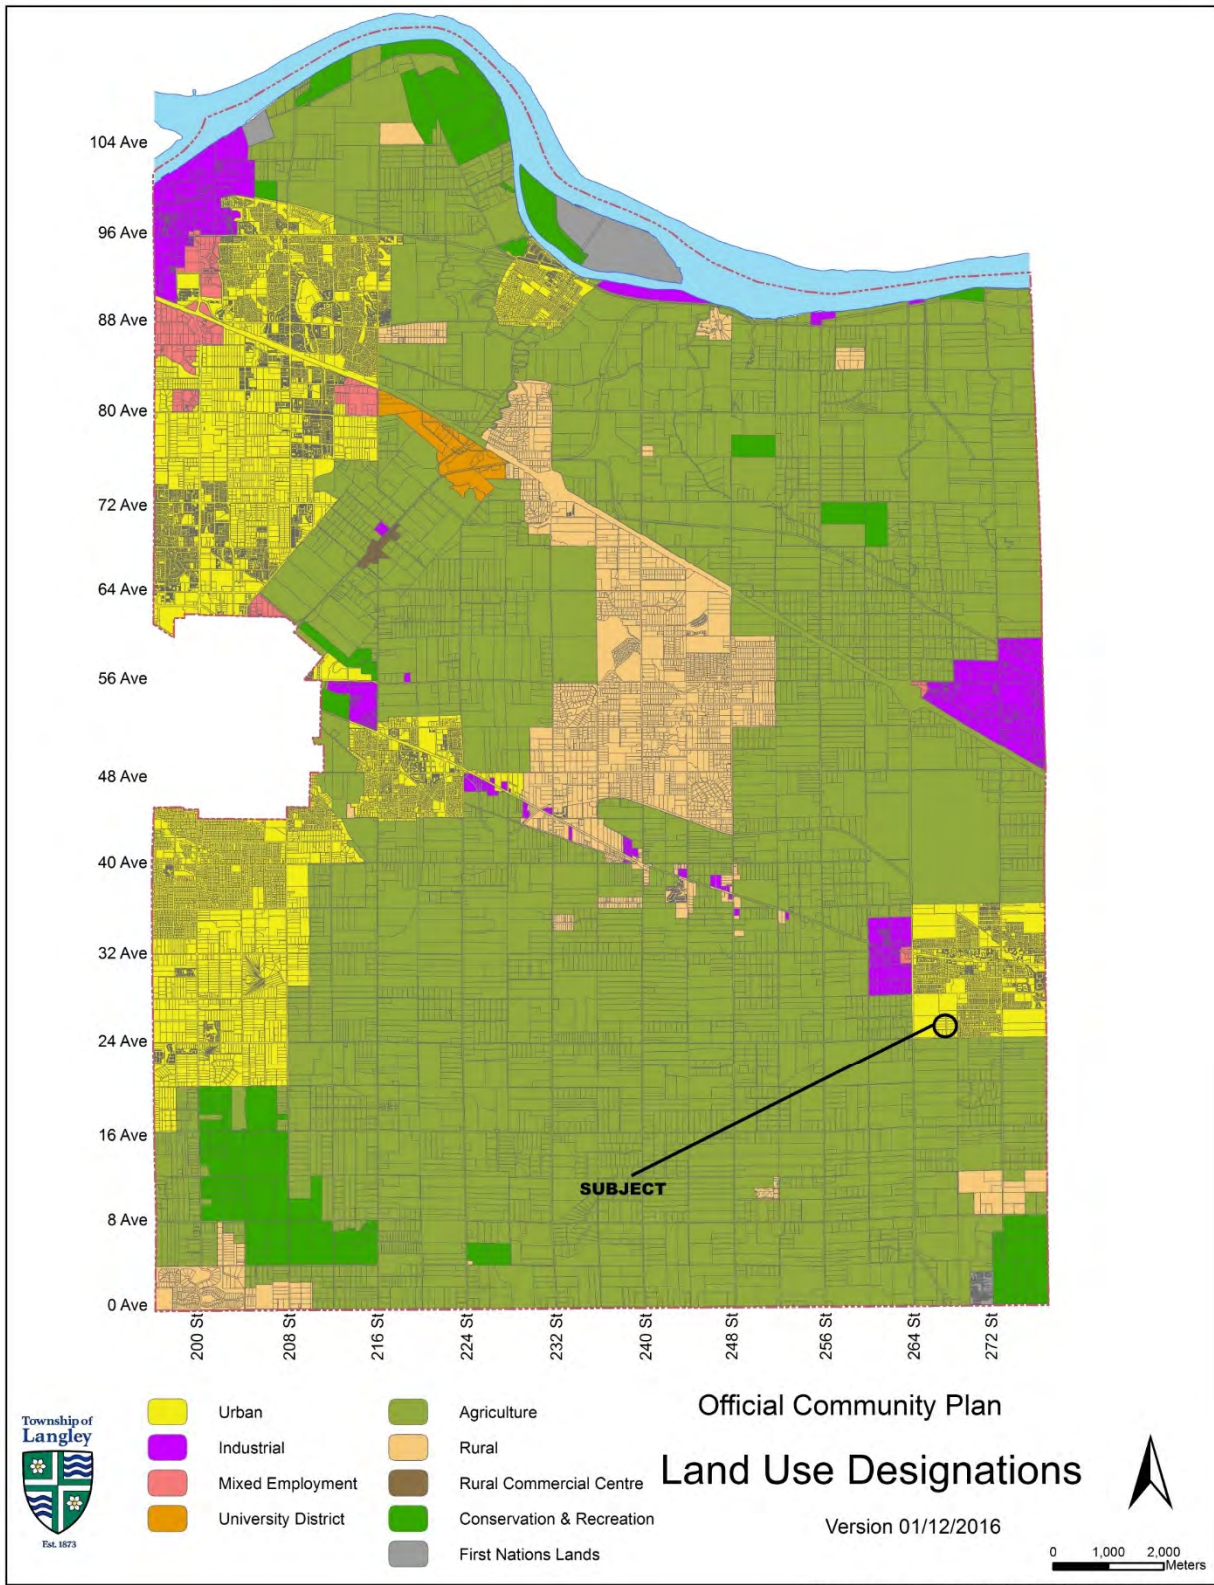 104 Ave
96 Ave
88 Ave
80 Ave
72 Ave
64 Ave
56 Ave
48 Ave
40 Ave
32 Ave
24 Ave
16 Ave
SUBJECT
8 Ave
0 Ave
200 St
208 St
216 St
224 St
232 St
240 St
248 St
256 St
264 St
272 St
Township of
Langley
Est. 1873
Urban
Industrial
Mixed Employment
University District
Agriculture
Rural
Rural Commercial Centre
Conservation & Recreation
First Nations Lands
Official Community Plan
Land Use Designations
Version 01/12/2016
0 1,000 2,000
Meters